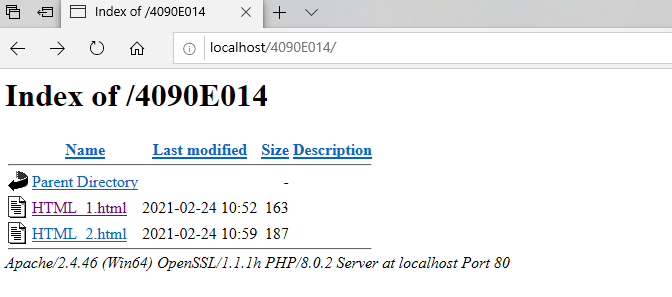 Index of /4090E014
localhost/4090E014/
Index of /4090E014
Name Last modified Size Description
Parent Directory -
HTML_1.html 2021-02-24 10:52 163
HTML_2.html 2021-02-24 10:59 187
Apache/2.4.46 (Win64) OpenSSL/1.1.1h PHP/8.0.2 Server at localhost Port 80